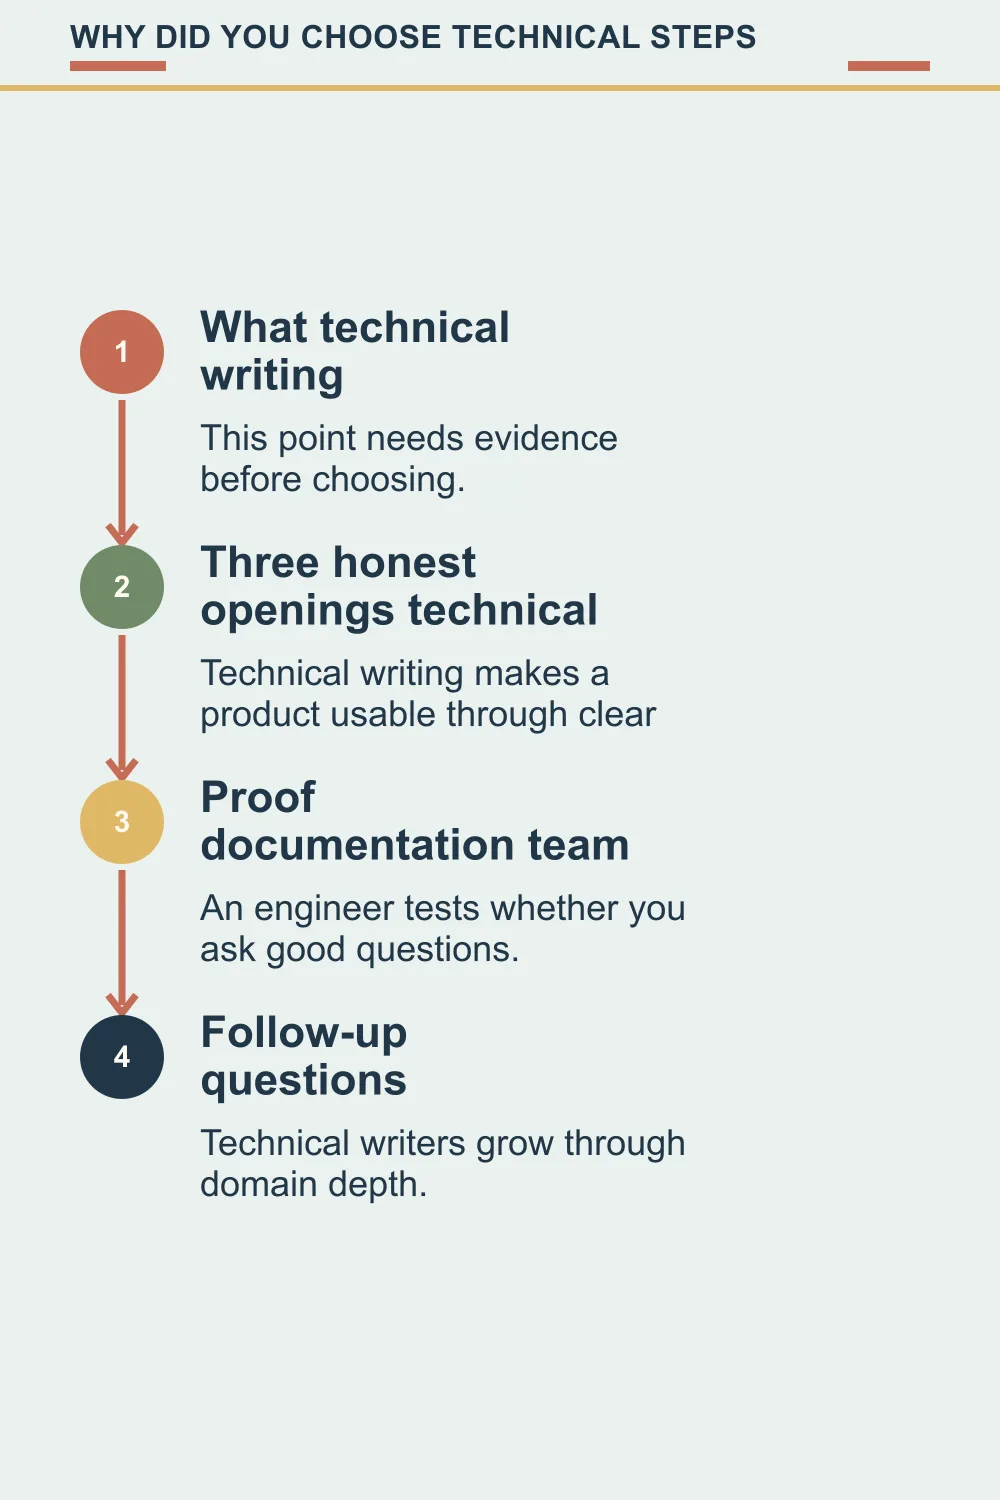 WHY DID YOU CHOOSE TECHNICAL STEPS
1
What technical
writing
This point needs evidence
before choosing.
2
Three honest
openings technical
Technical writing makes a
product usable through clear
3
Proof
documentation team
An engineer tests whether you
ask good questions.
4
Follow-up
questions
Technical writers grow through
domain depth.